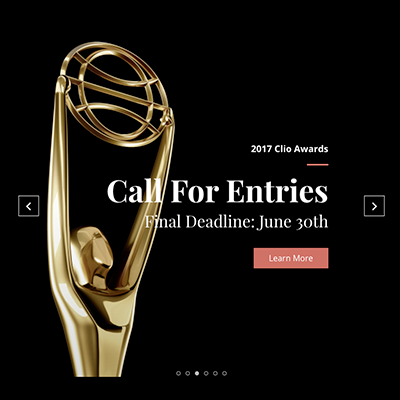 2017 Clio Awards
Call For Entries
Final Deadline: June 30th
Learn More